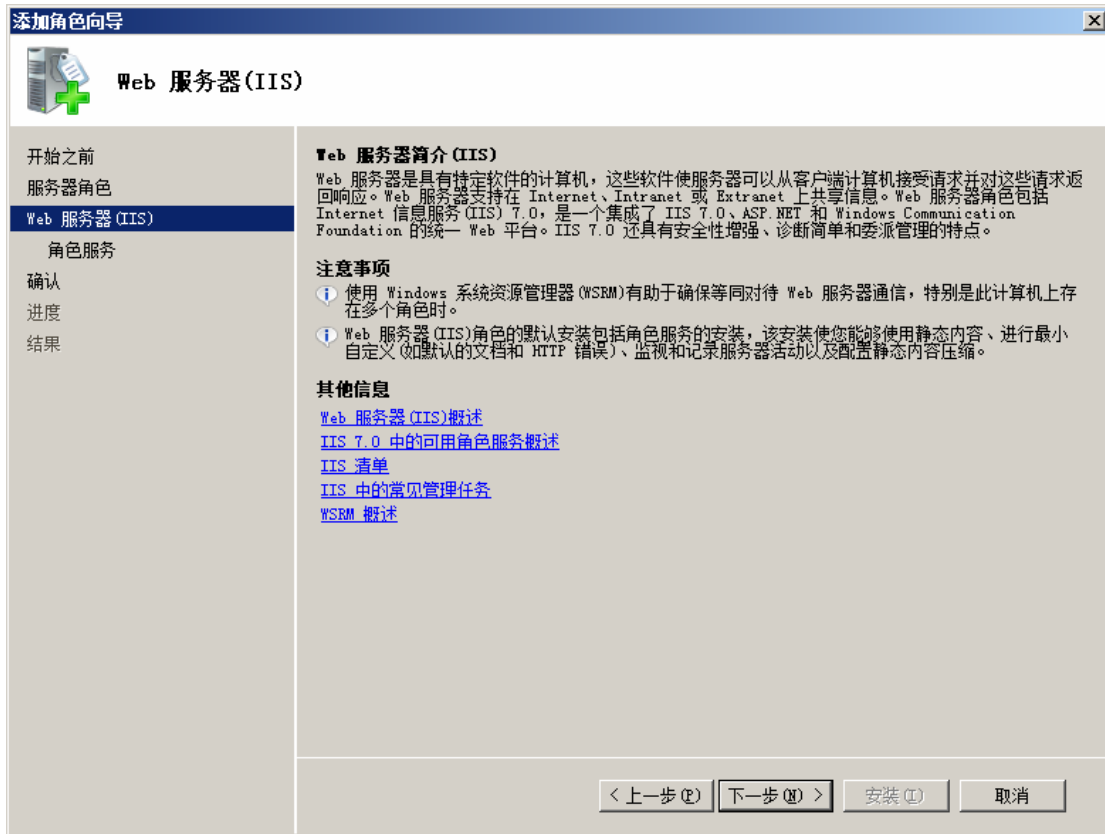 添加角色向导
Web 服务器(IIS)
开始之前
服务器角色
Web 服务器(IIS)
角色服务
确认
进度
结果
Web 服务器简介(IIS)
Web 服务器是具有特定软件的计算机，这些软件使服务器可以从客户端计算机接受请求并对这些请求返
回响应。Web 服务器支持在 Internet、Intranet 或 Extranet 上共享信息。Web 服务器角色包括
Internet 信息服务(IIS) 7.0，是一个集成了 IIS 7.0、ASP.NET 和 Windows Communication
Foundation 的统一 Web 平台。IIS 7.0 还具有安全性增强、诊断简单和委派管理的特点。
注意事项
使用 Windows 系统资源管理器(WSRM)有助于确保等同对待 Web 服务器通信，特别是此计算机上存
在多个角色时。
Web 服务器(IIS)角色的默认安装包括角色服务的安装，该安装使您能够使用静态内容、进行最小
自定义(如默认的文档和 HTTP 错误)、监视和记录服务器活动以及配置静态内容压缩。
其他信息
Web 服务器(IIS)概述
IIS 7.0 中的可用角色服务概述
IIS 清单
IIS 中的常见管理任务
WSRM 概述
< 上一步(P) 下一步(N) > 安装(I) 取消